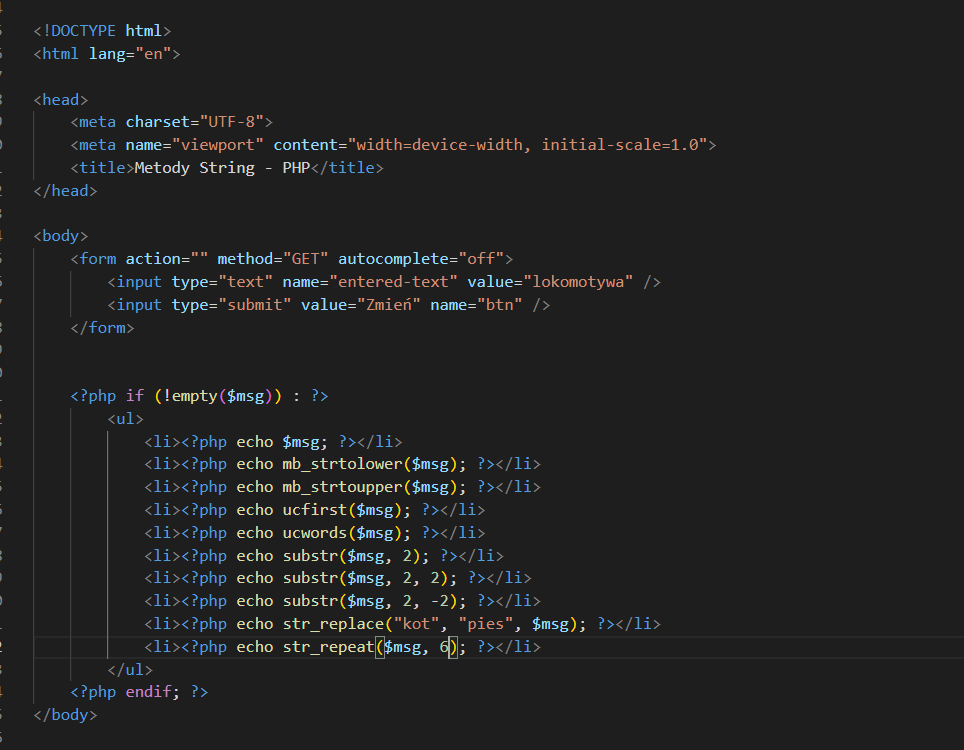 <!DOCTYPE html>
<html lang="en">
<head>
<meta charset="UTF-8">
<meta name="viewport" content="width=device-width, initial-scale=1.0">
<title>Metody String - PHP</title>
</head>
<body>
<form action="" method="GET" autocomplete="off">
<input type="text" name="entered-text" value="lokomotywa" />
<input type="submit" value="Zmień" name="btn" />
</form>
<?php if (!empty($msg)) : ?>
<ul>
<li><?php echo $msg; ?></li>
<li><?php echo mb_strtolower($msg); ?></li>
<li><?php echo mb_strtoupper($msg); ?></li>
<li><?php echo ucfirst($msg); ?></li>
<li><?php echo ucwords($msg); ?></li>
<li><?php echo substr($msg, 2); ?></li>
<li><?php echo substr($msg, 2, 2); ?></li>
<li><?php echo substr($msg, 2, -2); ?></li>
<li><?php echo str_replace("kot", "pies", $msg); ?></li>
<li><?php echo str_repeat($msg, 6); ?></li>
</ul>
<?php endif; ?>
</body>